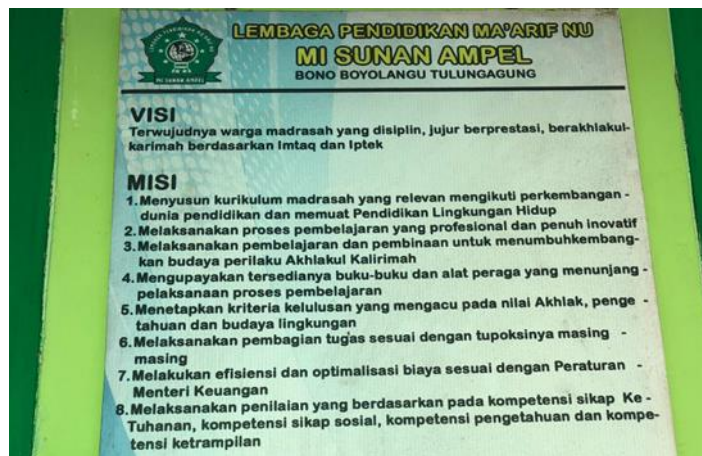 LEMBAGA PENDIDIKAN MA'ARIF NU
MI SUNAN AMPEL
BONO BOYOLANGU TULUNGAGUNG
MI SUNAN AMPEL
VISI
Terwujudnya warga madrasah yang disiplin, jujur berprestasi, berakhlakul-
karimah berdasarkan Imtaq dan Iptek
MISI
1. Menyusun kurikulum madrasah yang relevan mengikuti perkembangan -
dunia pendidikan dan memuat Pendidikan Lingkungan Hidup
2. Melaksanakan proses pembelajaran yang profesional dan penuh inovatif
3. Melaksanakan pembelajaran dan pembinaan untuk menumbuhkembang-
kan budaya perilaku Akhlakul Kalirimah
4. Mengupayakan tersedianya buku-buku dan alat peraga yang menunjang -
pelaksanaan proses pembelajaran
5. Menetapkan kriteria kelulusan yang mengacu pada nilai Akhlak, penge -
tahuan dan budaya lingkungan
6. Melaksanakan pembagian tugas sesuai dengan tupoksinya masing -
masing
7. Melakukan efisiensi dan optimalisasi biaya sesuai dengan Peraturan -
Menteri Keuangan
8. Melaksanakan penilaian yang berdasarkan pada kompetensi sikap Ke -
Tuhanan, kompetensi sikap sosial, kompetensi pengetahuan dan kompe-
tensi ketrampilan